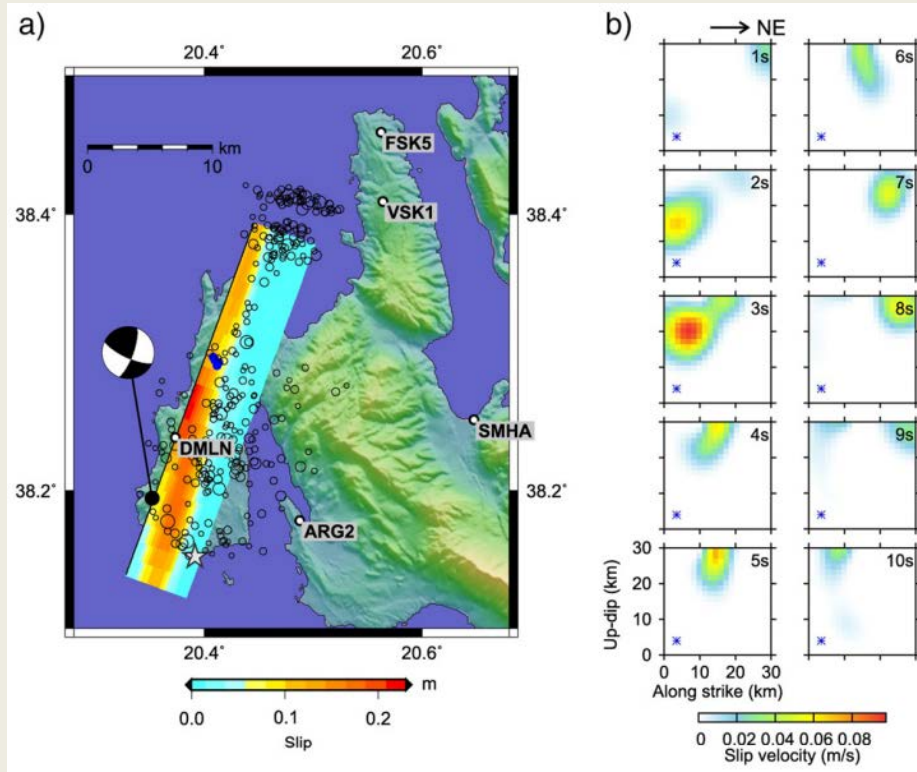 a)
20.4˚ 20.6˚
km
0 10
FSK5
VSK1
38.4˚ 38.4˚
DMLN
SMHA
38.2˚ 38.2˚
ARG2
20.4˚ 20.6˚
m
0.0 0.1 0.2
Slip
b)
NE
1s 6s
2s 7s
3s 8s
4s 9s
5s 10s
30
20
10
0
Up-dip (km)
0 10 20 30
Along strike (km)
0 0.02 0.04 0.06 0.08
Slip velocity (m/s)